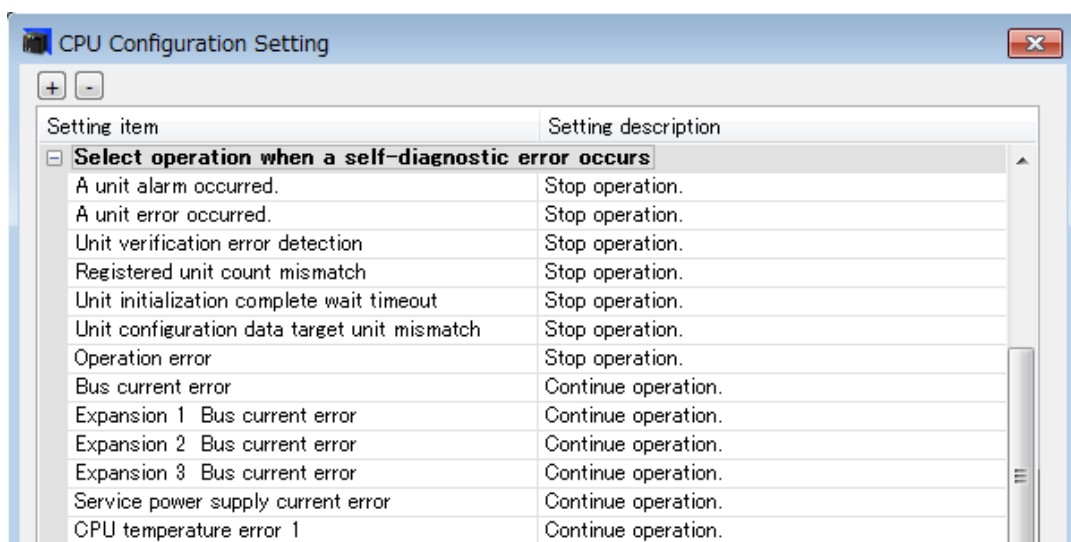 CPU Configuration Setting
+ -
Setting item Setting description
Select operation when a self-diagnostic error occurs
A unit alarm occurred. Stop operation.
A unit error occurred. Stop operation.
Unit verification error detection Stop operation.
Registered unit count mismatch Stop operation.
Unit initialization complete wait timeout Stop operation.
Unit configuration data target unit mismatch Stop operation.
Operation error Stop operation.
Bus current error Continue operation.
Expansion 1 Bus current error Continue operation.
Expansion 2 Bus current error Continue operation.
Expansion 3 Bus current error Continue operation.
Service power supply current error Continue operation.
CPU temperature error 1 Continue operation.